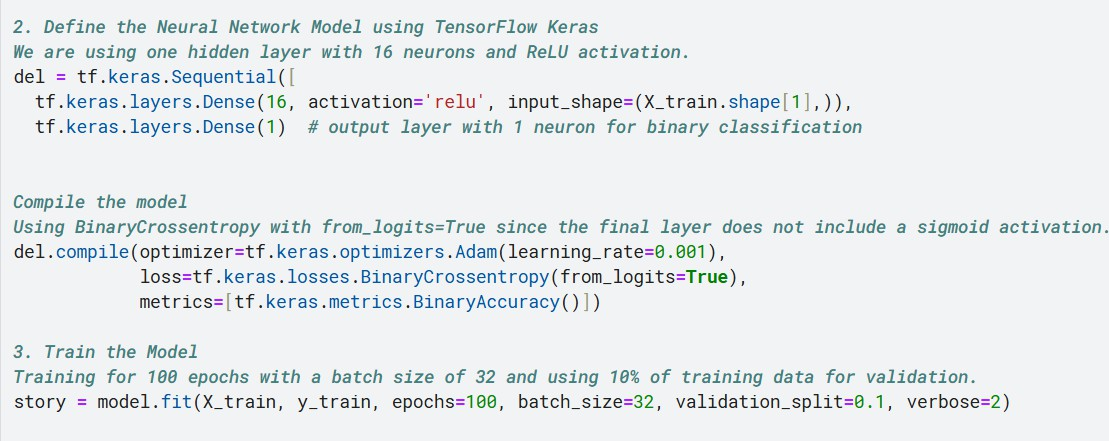 2. Define the Neural Network Model using TensorFlow Keras
We are using one hidden layer with 16 neurons and ReLU activation.
del = tf.keras.Sequential([
  tf.keras.layers.Dense(16, activation='relu', input_shape=(X_train.shape[1],)),
  tf.keras.layers.Dense(1)  # output layer with 1 neuron for binary classification
Compile the model
Using BinaryCrossentropy with from_logits=True since the final layer does not include a sigmoid activation.
del.compile(optimizer=tf.keras.optimizers.Adam(learning_rate=0.001),
            loss=tf.keras.losses.BinaryCrossentropy(from_logits=True),
            metrics=[tf.keras.metrics.BinaryAccuracy()])
3. Train the Model
Training for 100 epochs with a batch size of 32 and using 10% of training data for validation.
story = model.fit(X_train, y_train, epochs=100, batch_size=32, validation_split=0.1, verbose=2)